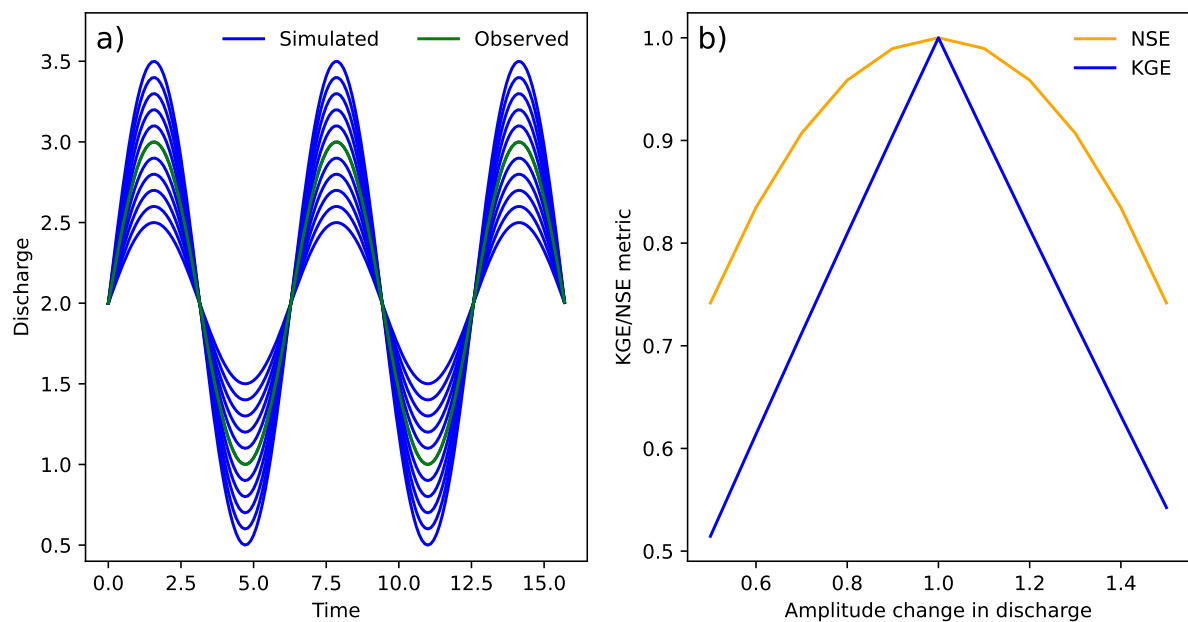 a)
Simulated
Observed
3.5
3.0
2.5
2.0
1.5
1.0
0.5
0.0 2.5 5.0 7.5 10.0 12.5 15.0
Time
Discharge
b)
NSE
KGE
1.0
0.9
0.8
0.7
0.6
0.5
0.6 0.8 1.0 1.2 1.4
Amplitude change in discharge
KGE/NSE metric